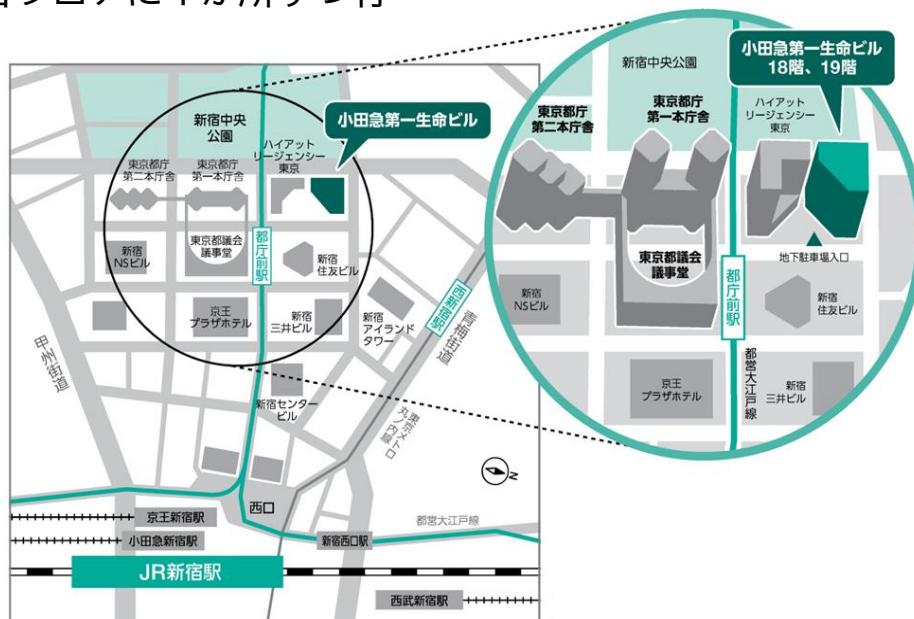 各フロアに1か所ずつ有
新宿中央
公園
小田急第一生命ビル
ハイアット
リージェンシー
東京
東京都庁
第二本庁舎
東京都庁
第一本庁舎
東京都議会
議事堂
都庁前駅
新宿
NSビル
新宿
住友ビル
京王
プラザホテル
新宿
三井ビル
新宿
アイランド
タワー
西新宿駅
青梅街道
甲州街道
新宿センター
ビル
東京メトロ
丸ノ内線
N
西口
都営大江戸線
京王新宿駅
小田急新宿駅
新宿西口駅
JR新宿駅
西武新宿駅
小田急第一生命ビル
18階、19階
新宿中央公園
東京都庁
第二本庁舎
東京都庁
第一本庁舎
ハイアット
リージェンシー
東京
東京都議会
議事堂
地下駐車場入口
都庁前駅
新宿
NSビル
新宿
住友ビル
京王
プラザホテル
都営大江戸線
新宿
三井ビル